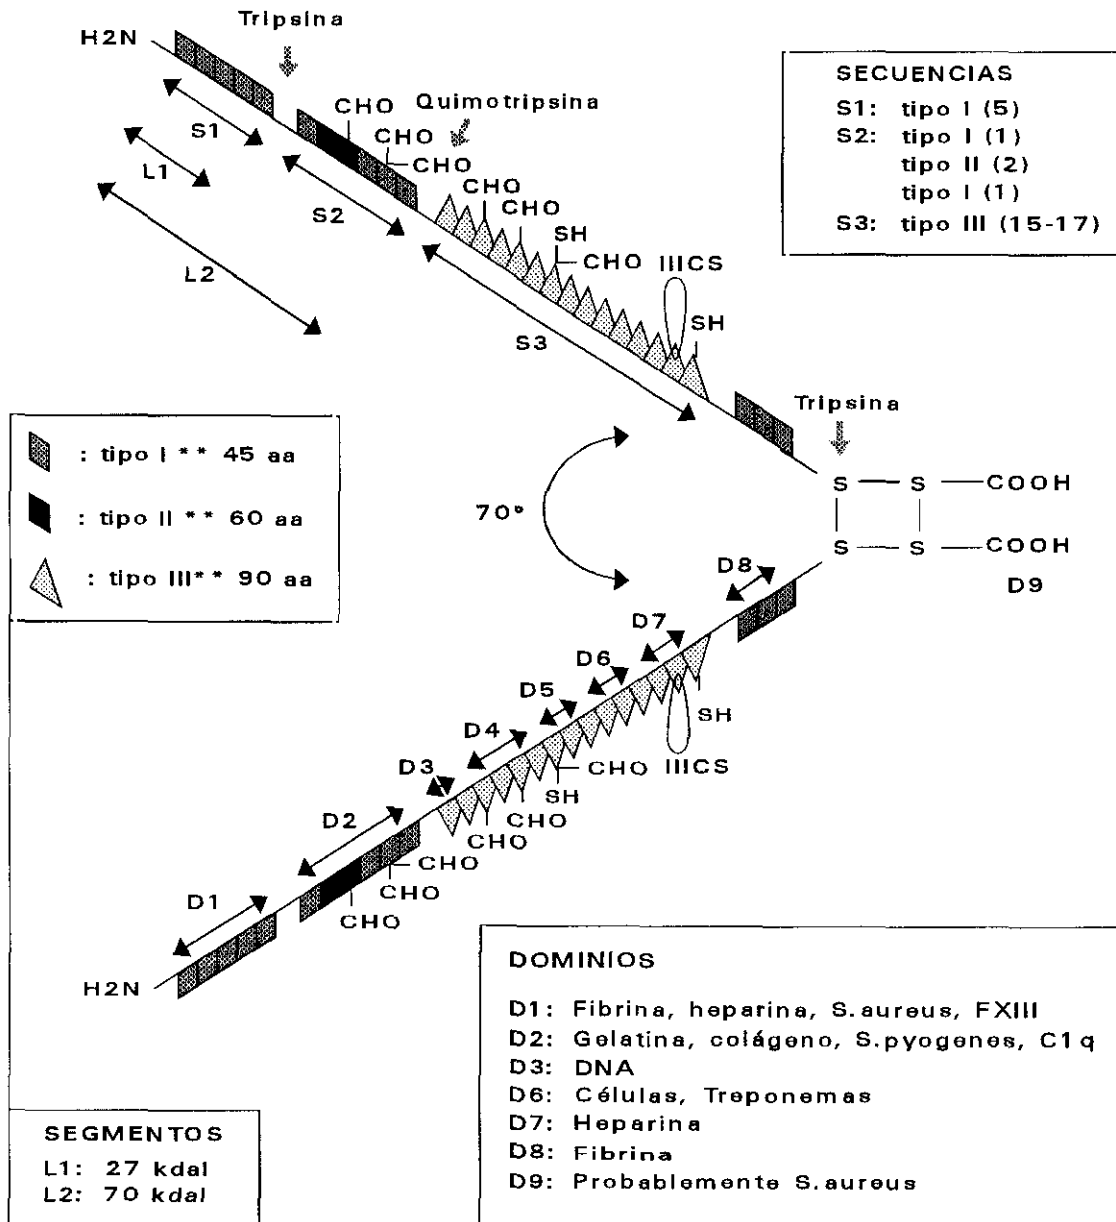 Tripsina
H2N
SECUENCIAS
S1: tipo I (5)
S2: tipo I (1)
tipo II (2)
tipo I (1)
S3: tipo III (15-17)
Quimotripsina
CHO
CHO
CHO
CHO
CHO
SH
CHO
IIICS
SH
S1
L1
S2
L2
S3
Tripsina
: tipo I ** 45 aa
: tipo II ** 60 aa
: tipo III** 90 aa
70°
S S COOH
S S COOH
D9
D8
D7
D6
D5
D4
D3
D2
D1
SH
IIICS
CHO
SH
CHO
CHO
CHO
CHO
CHO
H2N
DOMINIOS
D1: Fibrina, heparina, S.aureus, FXIII
D2: Gelatina, colágeno, S.pyogenes, C1q
D3: DNA
D6: Células, Treponemas
D7: Heparina
D8: Fibrina
D9: Probablemente S.aureus
SEGMENTOS
L1: 27 kdal
L2: 70 kdal